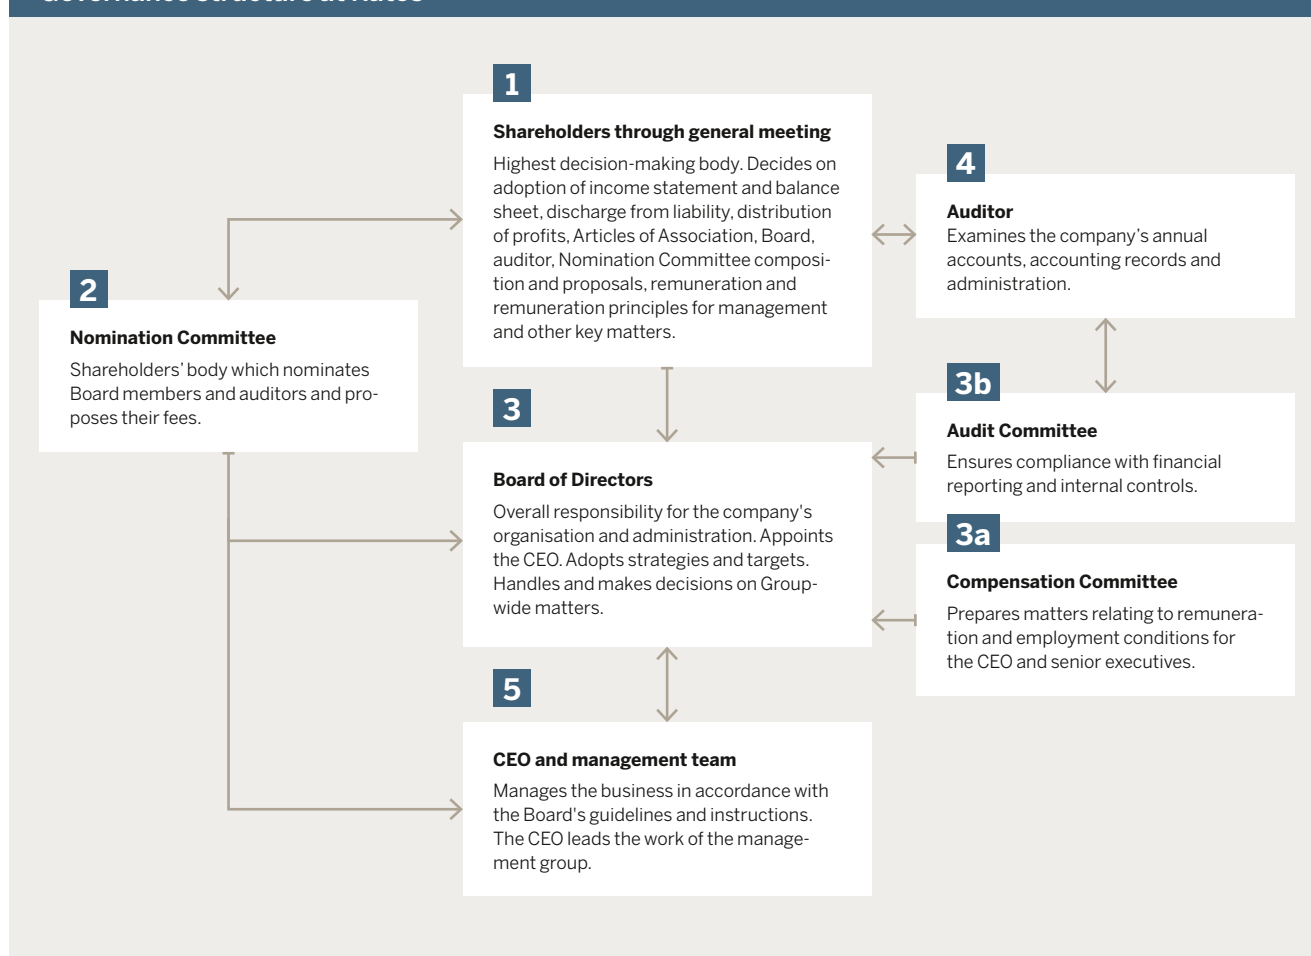 1
Shareholders through general meeting
Highest decision-making body. Decides on
adoption of income statement and balance
sheet, discharge from liability, distribution
of profits, Articles of Association, Board,
auditor, Nomination Committee composi-
tion and proposals, remuneration and
remuneration principles for management
and other key matters.
2
Nomination Committee
Shareholders' body which nominates
Board members and auditors and pro-
poses their fees.
3
Board of Directors
Overall responsibility for the company's
organisation and administration. Appoints
the CEO. Adopts strategies and targets.
Handles and makes decisions on Group-
wide matters.
4
Auditor
Examines the company's annual
accounts, accounting records and
administration.
3b
Audit Committee
Ensures compliance with financial
reporting and internal controls.
3a
Compensation Committee
Prepares matters relating to remunera-
tion and employment conditions for
the CEO and senior executives.
5
CEO and management team
Manages the business in accordance with
the Board's guidelines and instructions.
The CEO leads the work of the manage-
ment group.